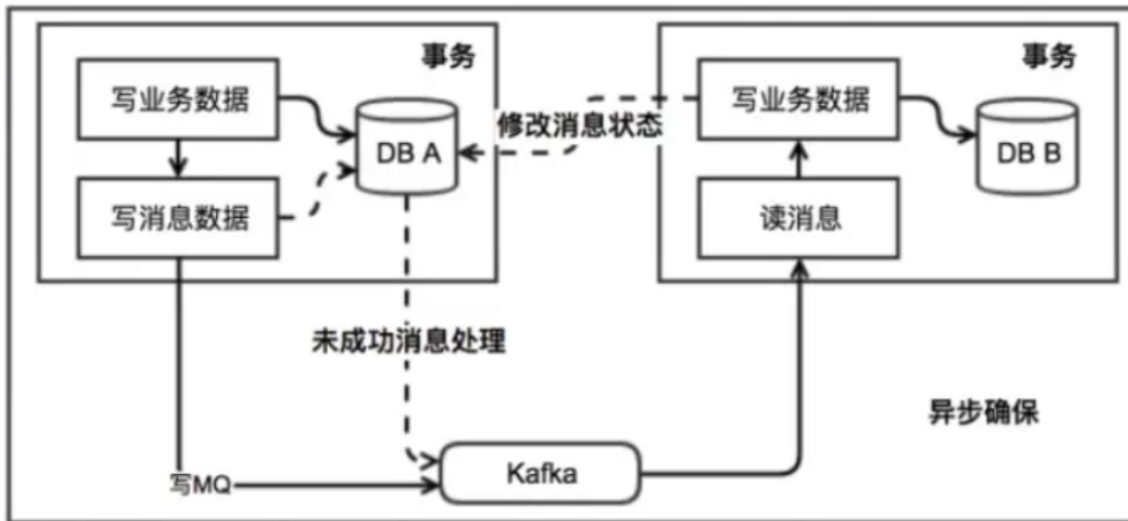 事务
事务
写业务数据
写业务数据
修改消息状态
DB A
DB B
写消息数据
读消息
未成功消息处理
异步确保
Kafka
写MQ